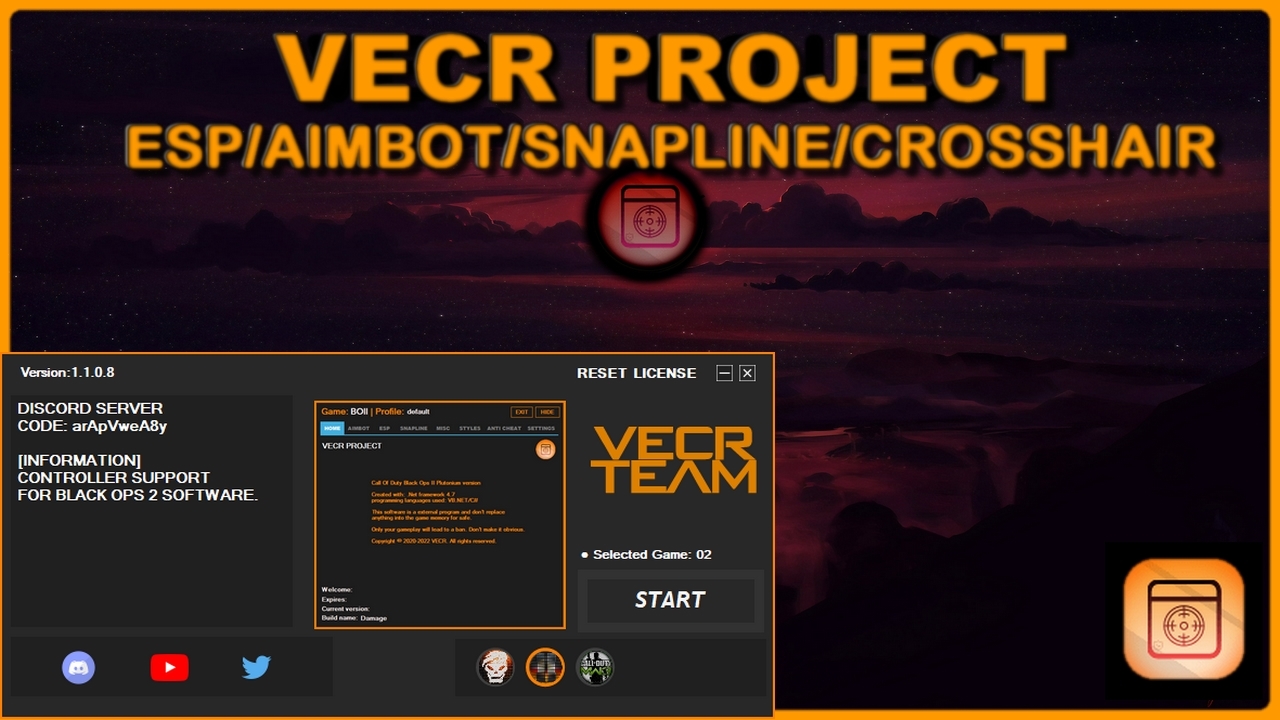 VECR PROJECT
ESP/AIMBOT/SNAPLINE/CROSSHAIR
Version:1.1.0.8
RESET LICENSE
DISCORD SERVER
CODE: arApVweA8y
[INFORMATION]
CONTROLLER SUPPORT
FOR BLACK OPS 2 SOFTWARE.
Game: BOII | Profile: default
EXIT HIDE
HOME AIMBOT ESP SNAPLINE MISC STYLES ANTI CHEAT SETTINGS
VECR PROJECT
Call Of Duty Black Ops II Plutonium version
Created with: .Net framework 4.7
programming languages used: VB.NET/C#
This software is a external program and don't replace
anything into the game memory for safe.
Only your gameplay will lead to a ban. Don't make it obvious.
Copyright © 2020-2022 VECR. All rights reserved.
Welcome:
Expires:
Current version:
Build name: Damage
VECR
TEAM
Selected Game: 02
START